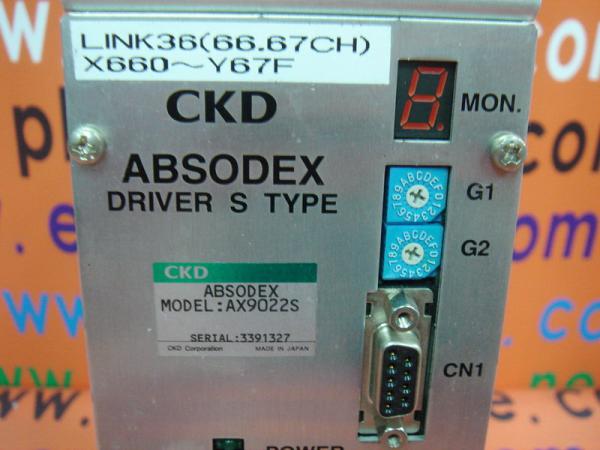 LINK36(66.67CH)
X660～Y67F
CKD
MON.
ABSODEX
DRIVER S TYPE
G1
G2
CKD
ABSODEX
MODEL:AX9022S
SERIAL:3391327
CKD Corporation MADE IN JAPAN
CN1
POWER